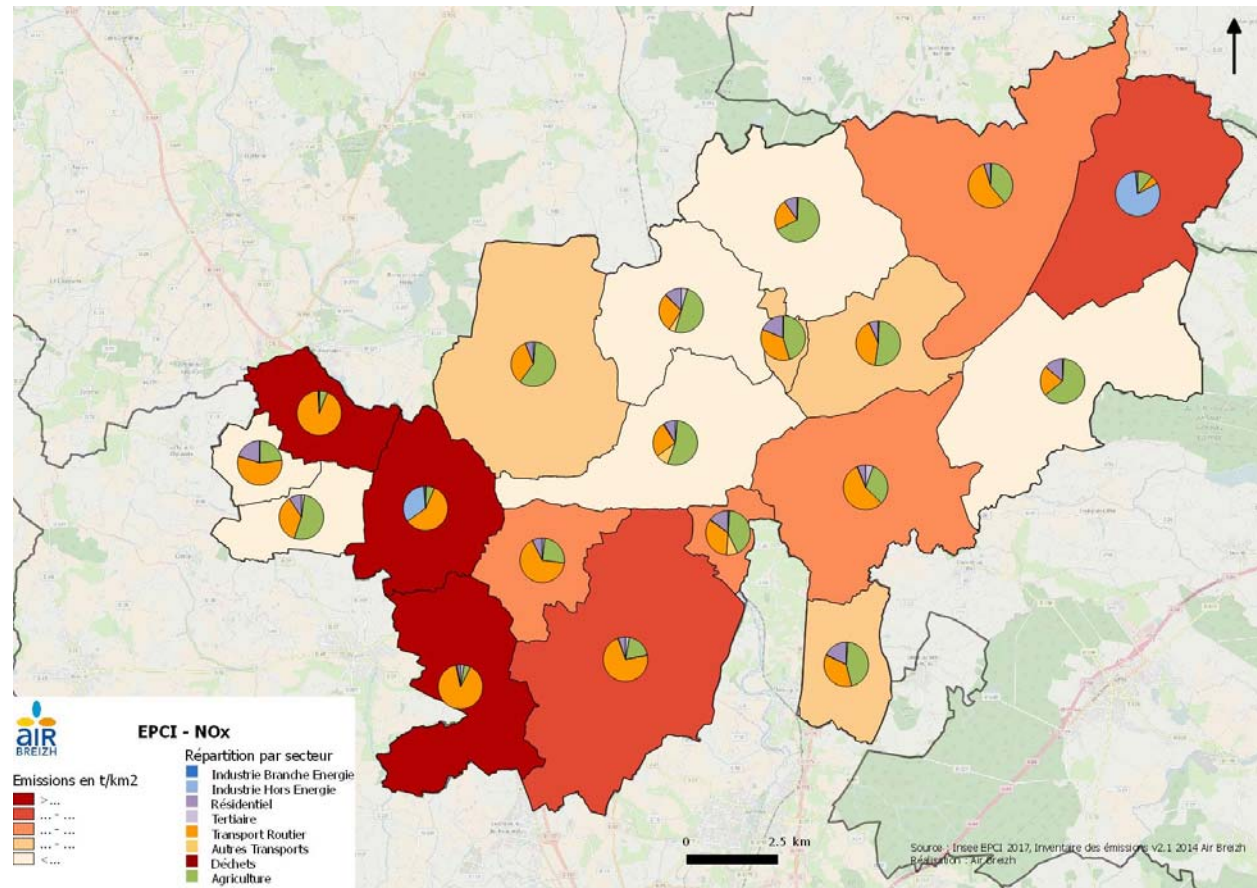 aiR
BREIZH
EPCI - NOx
Répartition par secteur
Industrie Branche Energie
Industrie Hors Energie
Résidentiel
Tertiaire
Transport Routier
Autres Transports
Déchets
Agriculture
Emissions en t/km2
>...
... - ...
... - ...
... - ...
<...
0 2.5 km
Source : Insee EPCI 2017, Inventaire des émissions v2.1 2014 Air Breizh
Réalisation : Air Breizh